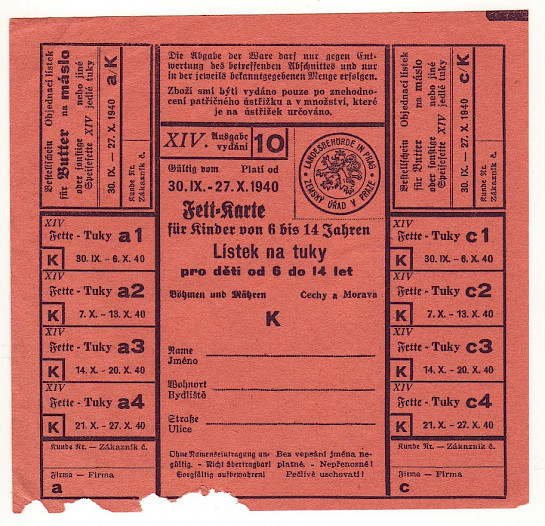 Bestellschein Objednací lístek
für Butter na máslo
oder sonstige nebo jiné
Speisefette XIV jedlé tuky
30. IX. — 27. X. 1940 a/K
Kunde Nr.
Zákazník č.
XIV
Fette - Tuky a1
K 30. IX. - 6. X. 40
XIV
Fette - Tuky a2
K 7. X. - 13. X. 40
XIV
Fette - Tuky a3
K 14. X. - 20. X. 40
XIV
Fette - Tuky a4
K 21. X. - 27. X. 40
Kunde Nr. — Zákazník č.
Firma — Firma
a
Die Abgabe der Ware darf nur gegen Ent-
wertung des betreffenden Abschnittes und nur
in der jeweils bekanntgegebenen Menge erfolgen.
Zboží smí býti vydáno pouze po znehodno-
cení patřičného ústřižku a v množství, které
je na ústřižek určováno.
XIV. Ausgabe
vydání 10
LANDESBEHÖRDE IN PRAG
ZEMSKÝ ÚŘAD V PRAZE
Gültig vom Platí od
30. IX. - 27. X. 1940
Fett-Karte
für Kinder von 6 bis 14 Jahren
Lístek na tuky
pro děti od 6 do 14 let
Böhmen und Mähren Čechy a Morava
K
Name
Jméno
Wohnort
Bydliště
Straße
Ulice
Ohne Namenseintragung un- Bez vepsání jména ne-
gültig. - Nicht übertragbar! platné. - Nepřenosné!
Sorgfältig aufbewahren! Pečlivě uschovati!
Bestellschein Objednací lístek
für Butter na máslo
oder sonstige nebo jiné
Speisefette XIV jedlé tuky
30. IX. — 27. X. 1940 c/K
Kunde Nr.
Zákazník č.
XIV
Fette - Tuky c1
K 30. IX. - 6. X. 40
XIV
Fette - Tuky c2
K 7. X. - 13. X. 40
XIV
Fette - Tuky c3
K 14. X. - 20. X. 40
XIV
Fette - Tuky c4
K 21. X. - 27. X. 40
Kunde Nr. — Zákazník č.
Firma — Firma
c